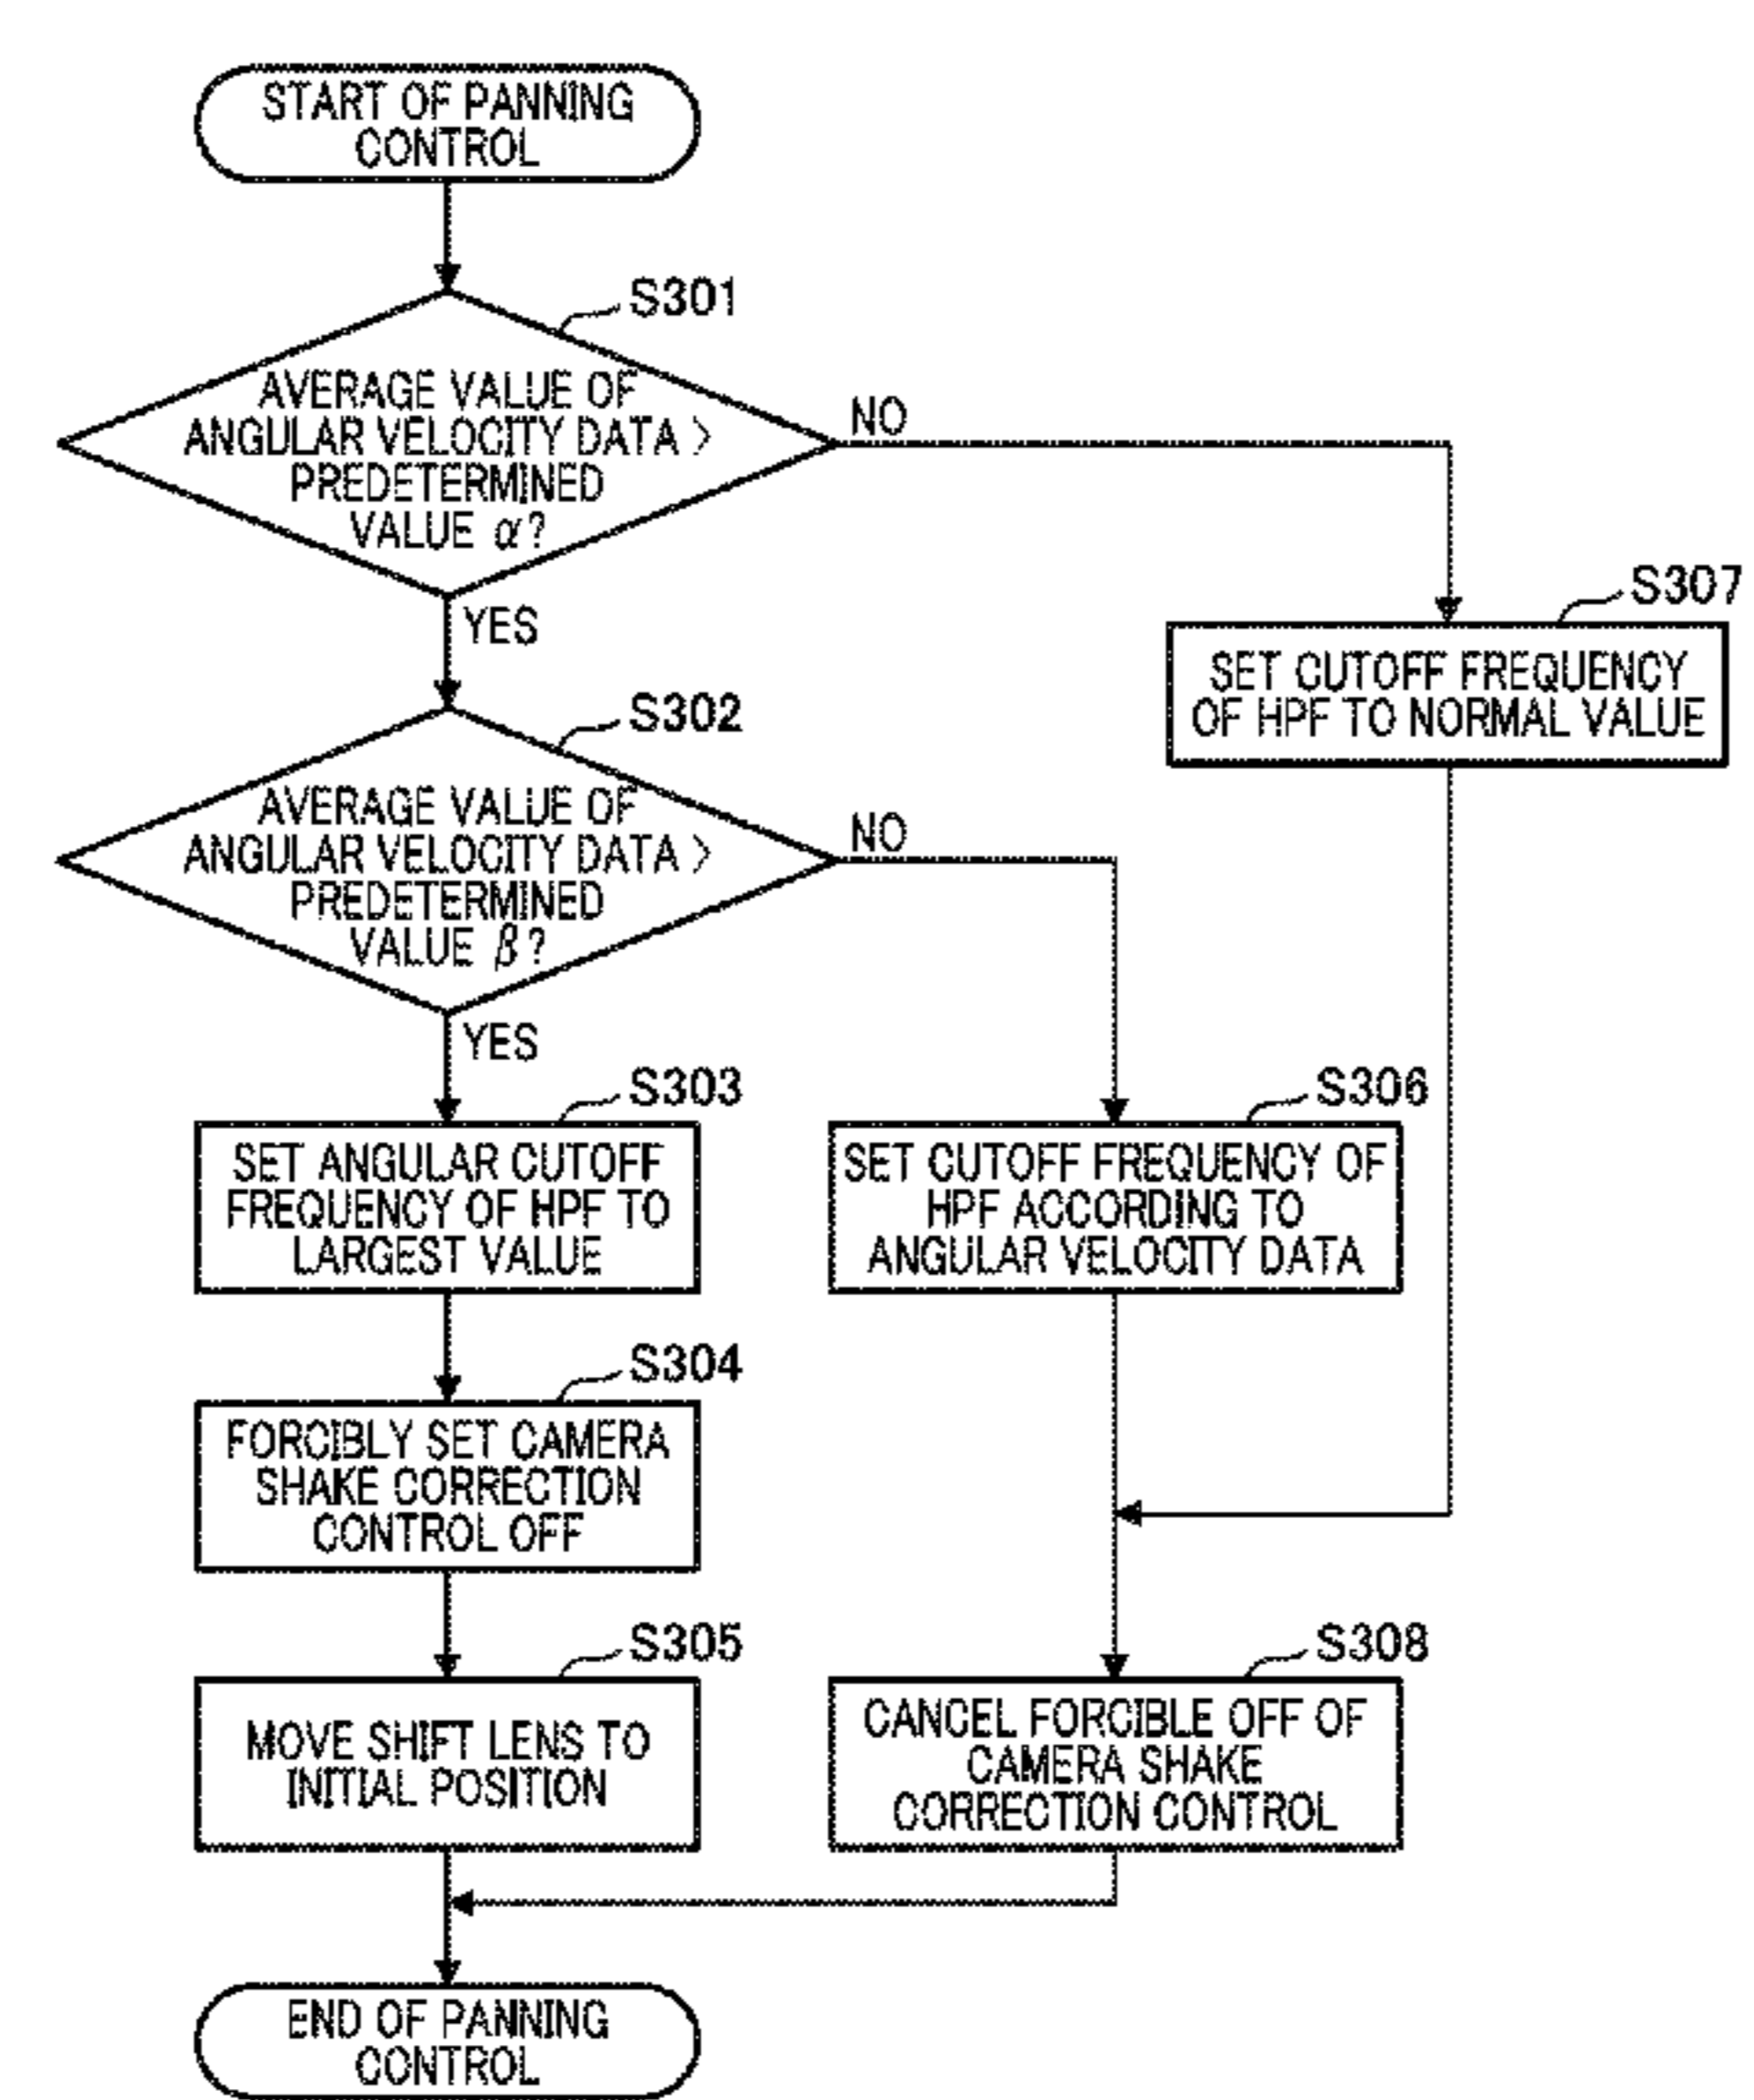 START OF PANNING
CONTROL
S301
AVERAGE VALUE OF
ANGULAR VELOCITY DATA >
PREDETERMINED
VALUE α?
NO
YES
S307
SET CUTOFF FREQUENCY
OF HPF TO NORMAL VALUE
S302
AVERAGE VALUE OF
ANGULAR VELOCITY DATA >
PREDETERMINED
VALUE β?
NO
YES
S303
SET ANGULAR CUTOFF
FREQUENCY OF HPF TO
LARGEST VALUE
S306
SET CUTOFF FREQUENCY OF
HPF ACCORDING TO
ANGULAR VELOCITY DATA
S304
FORCIBLY SET CAMERA
SHAKE CORRECTION
CONTROL OFF
S305
MOVE SHIFT LENS TO
INITIAL POSITION
S308
CANCEL FORCIBLE OFF OF
CAMERA SHAKE
CORRECTION CONTROL
END OF PANNING
CONTROL